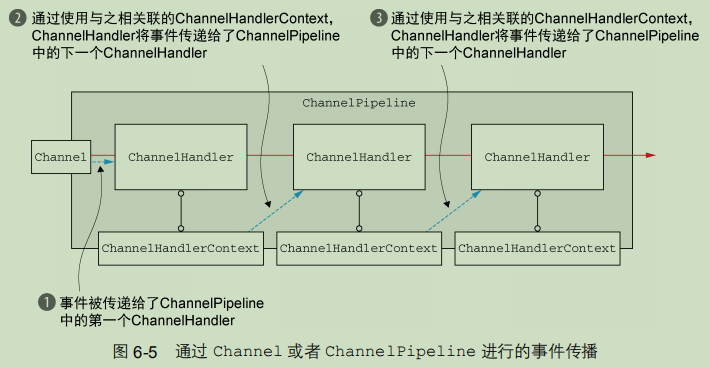 2 通过使用与之相关联的ChannelHandlerContext,
ChannelHandler将事件传递给了ChannelPipeline
中的下一个ChannelHandler
3 通过使用与之相关联的ChannelHandlerContext,
ChannelHandler将事件传递给了ChannelPipeline
中的下一个ChannelHandler
ChannelPipeline
Channel
ChannelHandler
ChannelHandler
ChannelHandler
ChannelHandlerContext
ChannelHandlerContext
ChannelHandlerContext
1 事件被传递给了ChannelPipeline
中的第一个ChannelHandler
图 6-5 通过 Channel 或者 ChannelPipeline 进行的事件传播